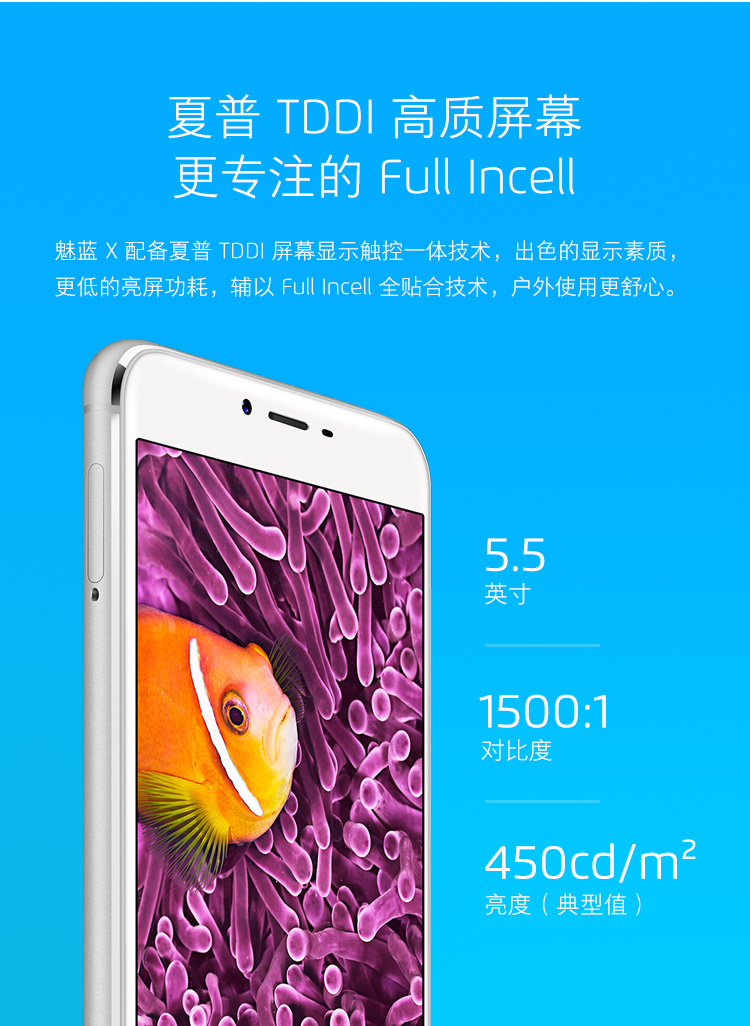 夏普 TDDI 高质屏幕
更专注的 Full Incell
魅蓝 X 配备夏普 TDDI 屏幕显示触控一体技术，出色的显示素质，
更低的亮屏功耗，辅以 Full Incell 全贴合技术，户外使用更舒心。
5.5
英寸
1500:1
对比度
450cd/m²
亮度（典型值）